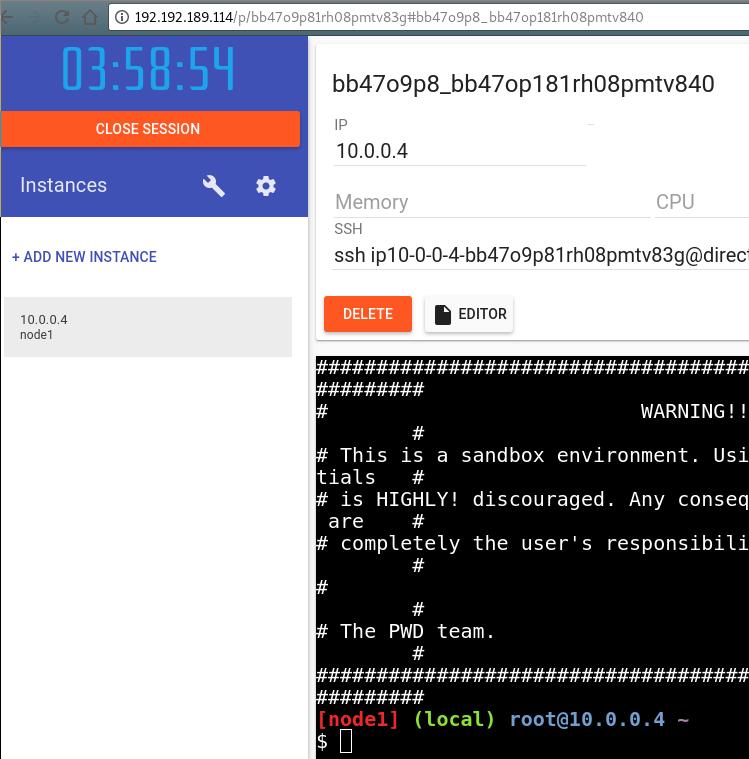 192.192.189.114/p/bb47o9p81rh08pmtv83g#bb47o9p8_bb47op181rh08pmtv840
03:58:54
CLOSE SESSION
Instances
+ ADD NEW INSTANCE
10.0.0.4
node1
bb47o9p8_bb47op181rh08pmtv840
IP
10.0.0.4
Memory CPU
SSH
ssh ip10-0-0-4-bb47o9p81rh08pmtv83g@direct
DELETE EDITOR
####################################
#########
# WARNING!!
#
# This is a sandbox environment. Usi
tials #
# is HIGHLY! discouraged. Any conseq
are #
# completely the user's responsibili
#
#
#
# The PWD team.
#
####################################
#########
[node1] (local) root@10.0.0.4 ~
$